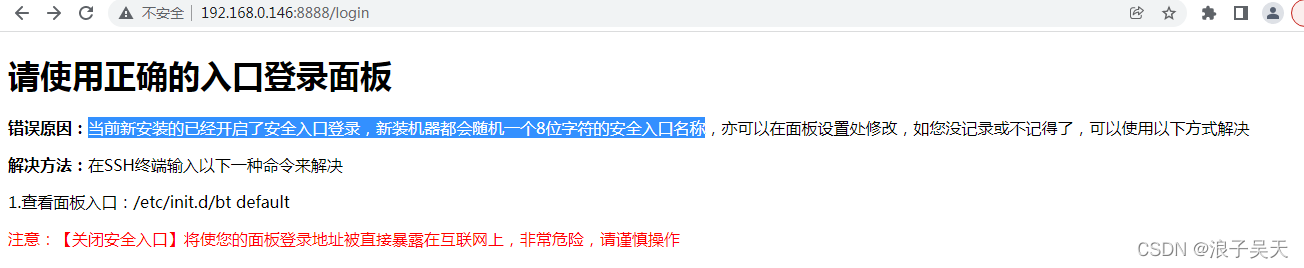 不安全 192.168.0.146:8888/login
请使用正确的入口登录面板
错误原因：当前新安装的已经开启了安全入口登录，新装机器都会随机一个8位字符的安全入口名称，亦可以在面板设置处修改，如您没记录或不记得了，可以使用以下方式解决
解决方法：在SSH终端输入以下一种命令来解决
1.查看面板入口：/etc/init.d/bt default
注意：【关闭安全入口】将使您的面板登录地址被直接暴露在互联网上，非常危险，请谨慎操作
CSDN @浪子吴天